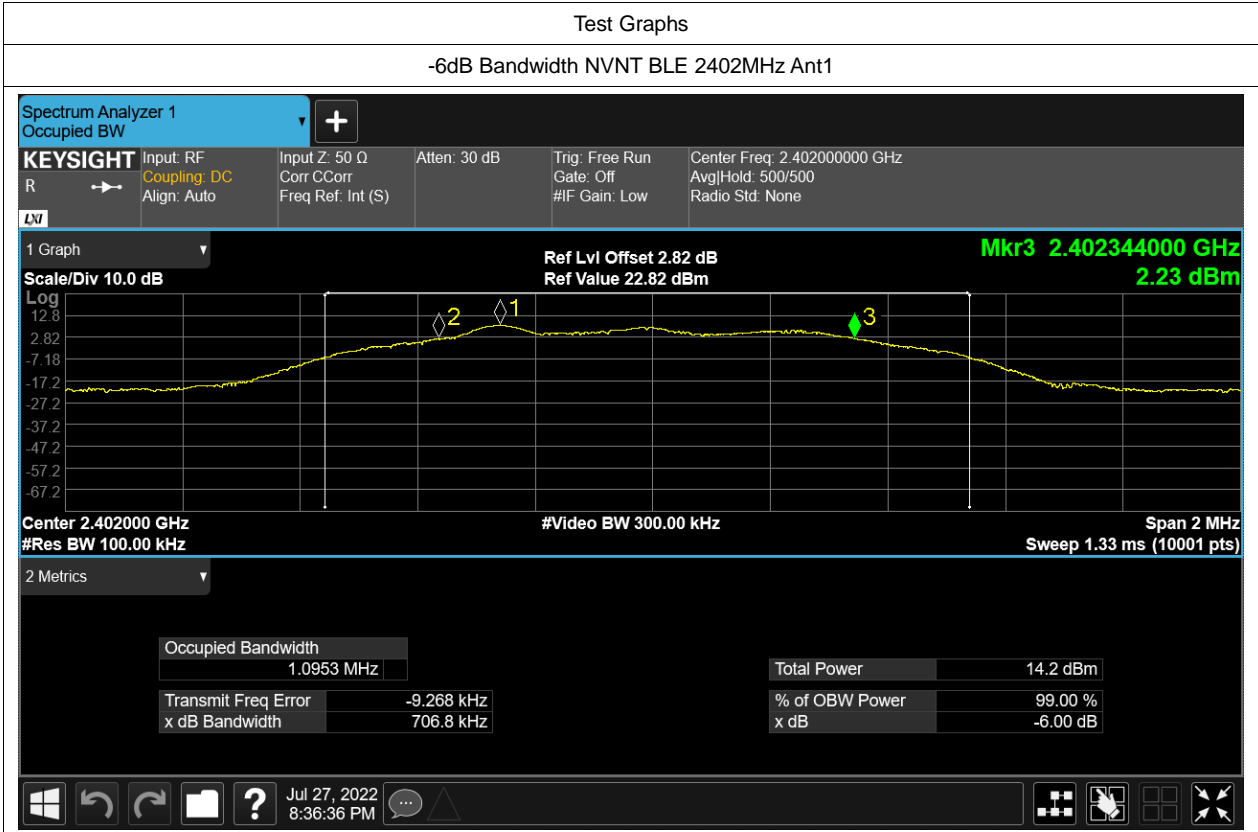 Test Graphs
-6dB Bandwidth NVNT BLE 2402MHz Ant1
Spectrum Analyzer 1
Occupied BW
+
KEYSIGHT
R
LXI
Input: RF
Coupling: DC
Align: Auto
Input Z: 50 Ω
Corr CCorr
Freq Ref: Int (S)
Atten: 30 dB
Trig: Free Run
Gate: Off
#IF Gain: Low
Center Freq: 2.402000000 GHz
Avg|Hold: 500/500
Radio Std: None
1 Graph
Scale/Div 10.0 dB
Ref Lvl Offset 2.82 dB
Ref Value 22.82 dBm
Mkr3 2.402344000 GHz
2.23 dBm
Log
12.8
2.82
-7.18
-17.2
-27.2
-37.2
-47.2
-57.2
-67.2
2
1
3
Center 2.402000 GHz
#Res BW 100.00 kHz
#Video BW 300.00 kHz
Span 2 MHz
Sweep 1.33 ms (10001 pts)
2 Metrics
Occupied Bandwidth
1.0953 MHz
Transmit Freq Error -9.268 kHz
x dB Bandwidth 706.8 kHz
Total Power 14.2 dBm
% of OBW Power 99.00 %
x dB -6.00 dB
?
Jul 27, 2022
8:36:36 PM